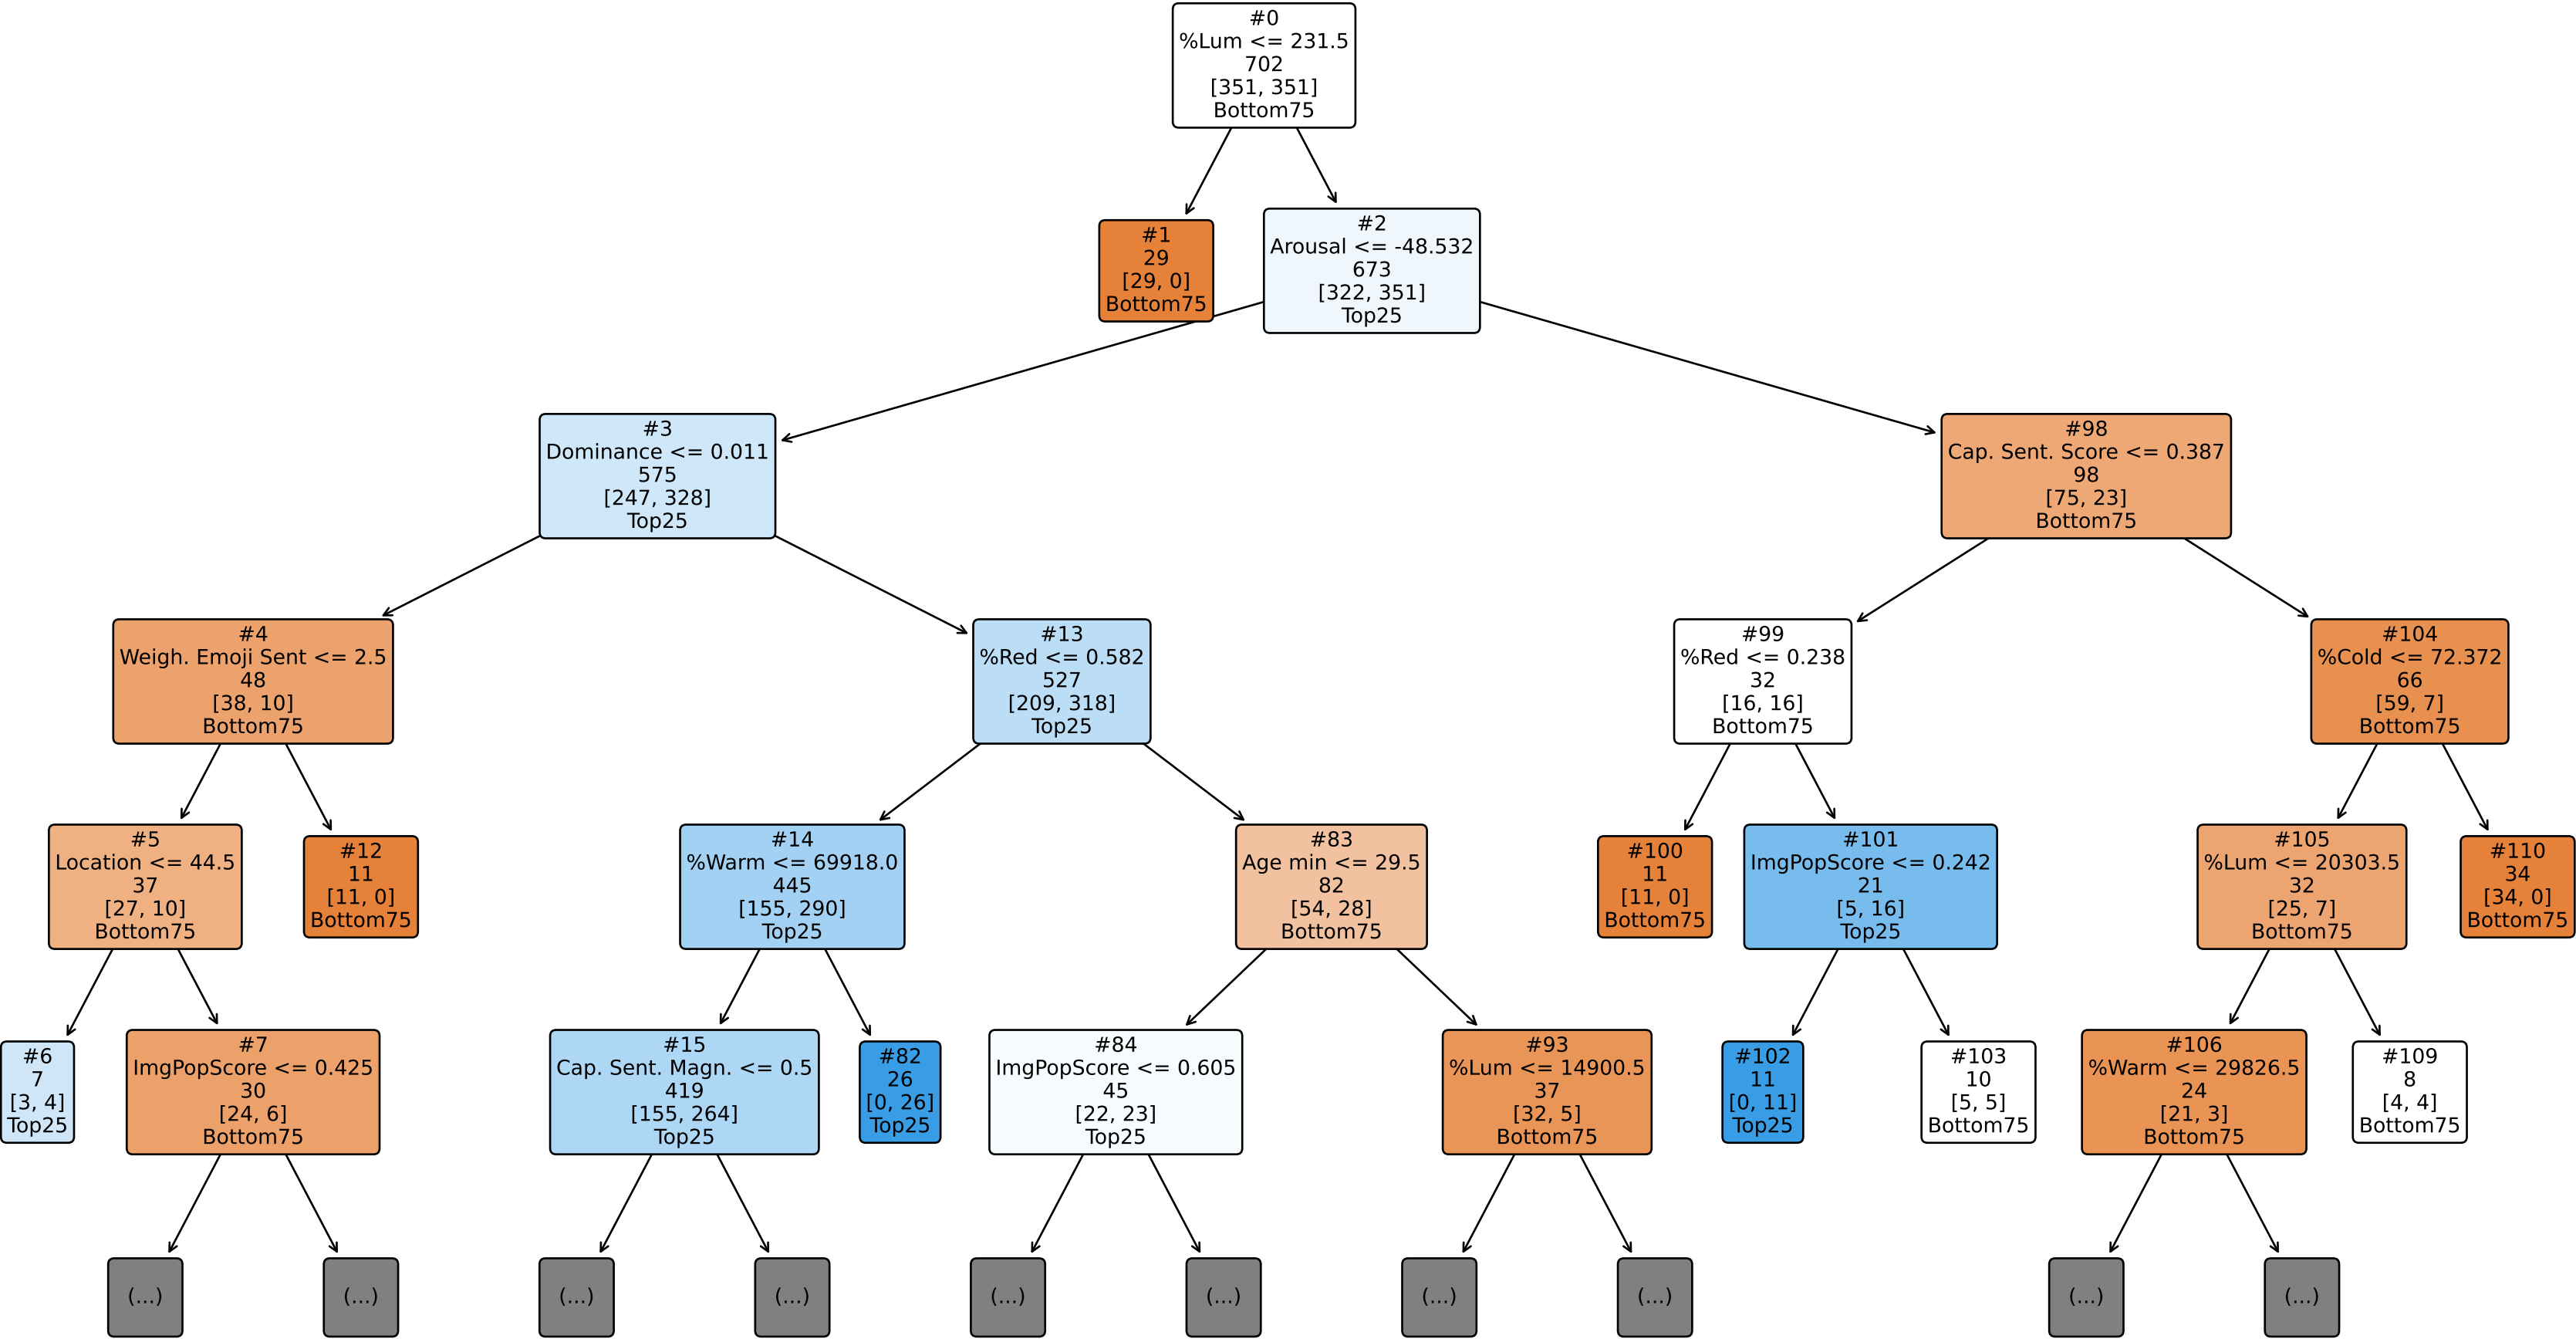 #0
%Lum <= 231.5
702
[351, 351]
Bottom75
#1
29
[29, 0]
Bottom75
#2
Arousal <= -48.532
673
[322, 351]
Top25
#3
Dominance <= 0.011
575
[247, 328]
Top25
#98
Cap. Sent. Score <= 0.387
98
[75, 23]
Bottom75
#4
Weigh. Emoji Sent <= 2.5
48
[38, 10]
Bottom75
#13
%Red <= 0.582
527
[209, 318]
Top25
#99
%Red <= 0.238
32
[16, 16]
Bottom75
#104
%Cold <= 72.372
66
[59, 7]
Bottom75
#5
Location <= 44.5
37
[27, 10]
Bottom75
#12
11
[11, 0]
Bottom75
#14
%Warm <= 69918.0
445
[155, 290]
Top25
#83
Age min <= 29.5
82
[54, 28]
Bottom75
#100
11
[11, 0]
Bottom75
#101
ImgPopScore <= 0.242
21
[5, 16]
Top25
#105
%Lum <= 20303.5
32
[25, 7]
Bottom75
#110
34
[34, 0]
Bottom75
#6
7
[3, 4]
Top25
#7
ImgPopScore <= 0.425
30
[24, 6]
Bottom75
#15
Cap. Sent. Magn. <= 0.5
419
[155, 264]
Top25
#82
26
[0, 26]
Top25
#84
ImgPopScore <= 0.605
45
[22, 23]
Top25
#93
%Lum <= 14900.5
37
[32, 5]
Bottom75
#102
11
[0, 11]
Top25
#103
10
[5, 5]
Bottom75
#106
%Warm <= 29826.5
24
[21, 3]
Bottom75
#109
8
[4, 4]
Bottom75
(...)
(...)
(...)
(...)
(...)
(...)
(...)
(...)
(...)
(...)